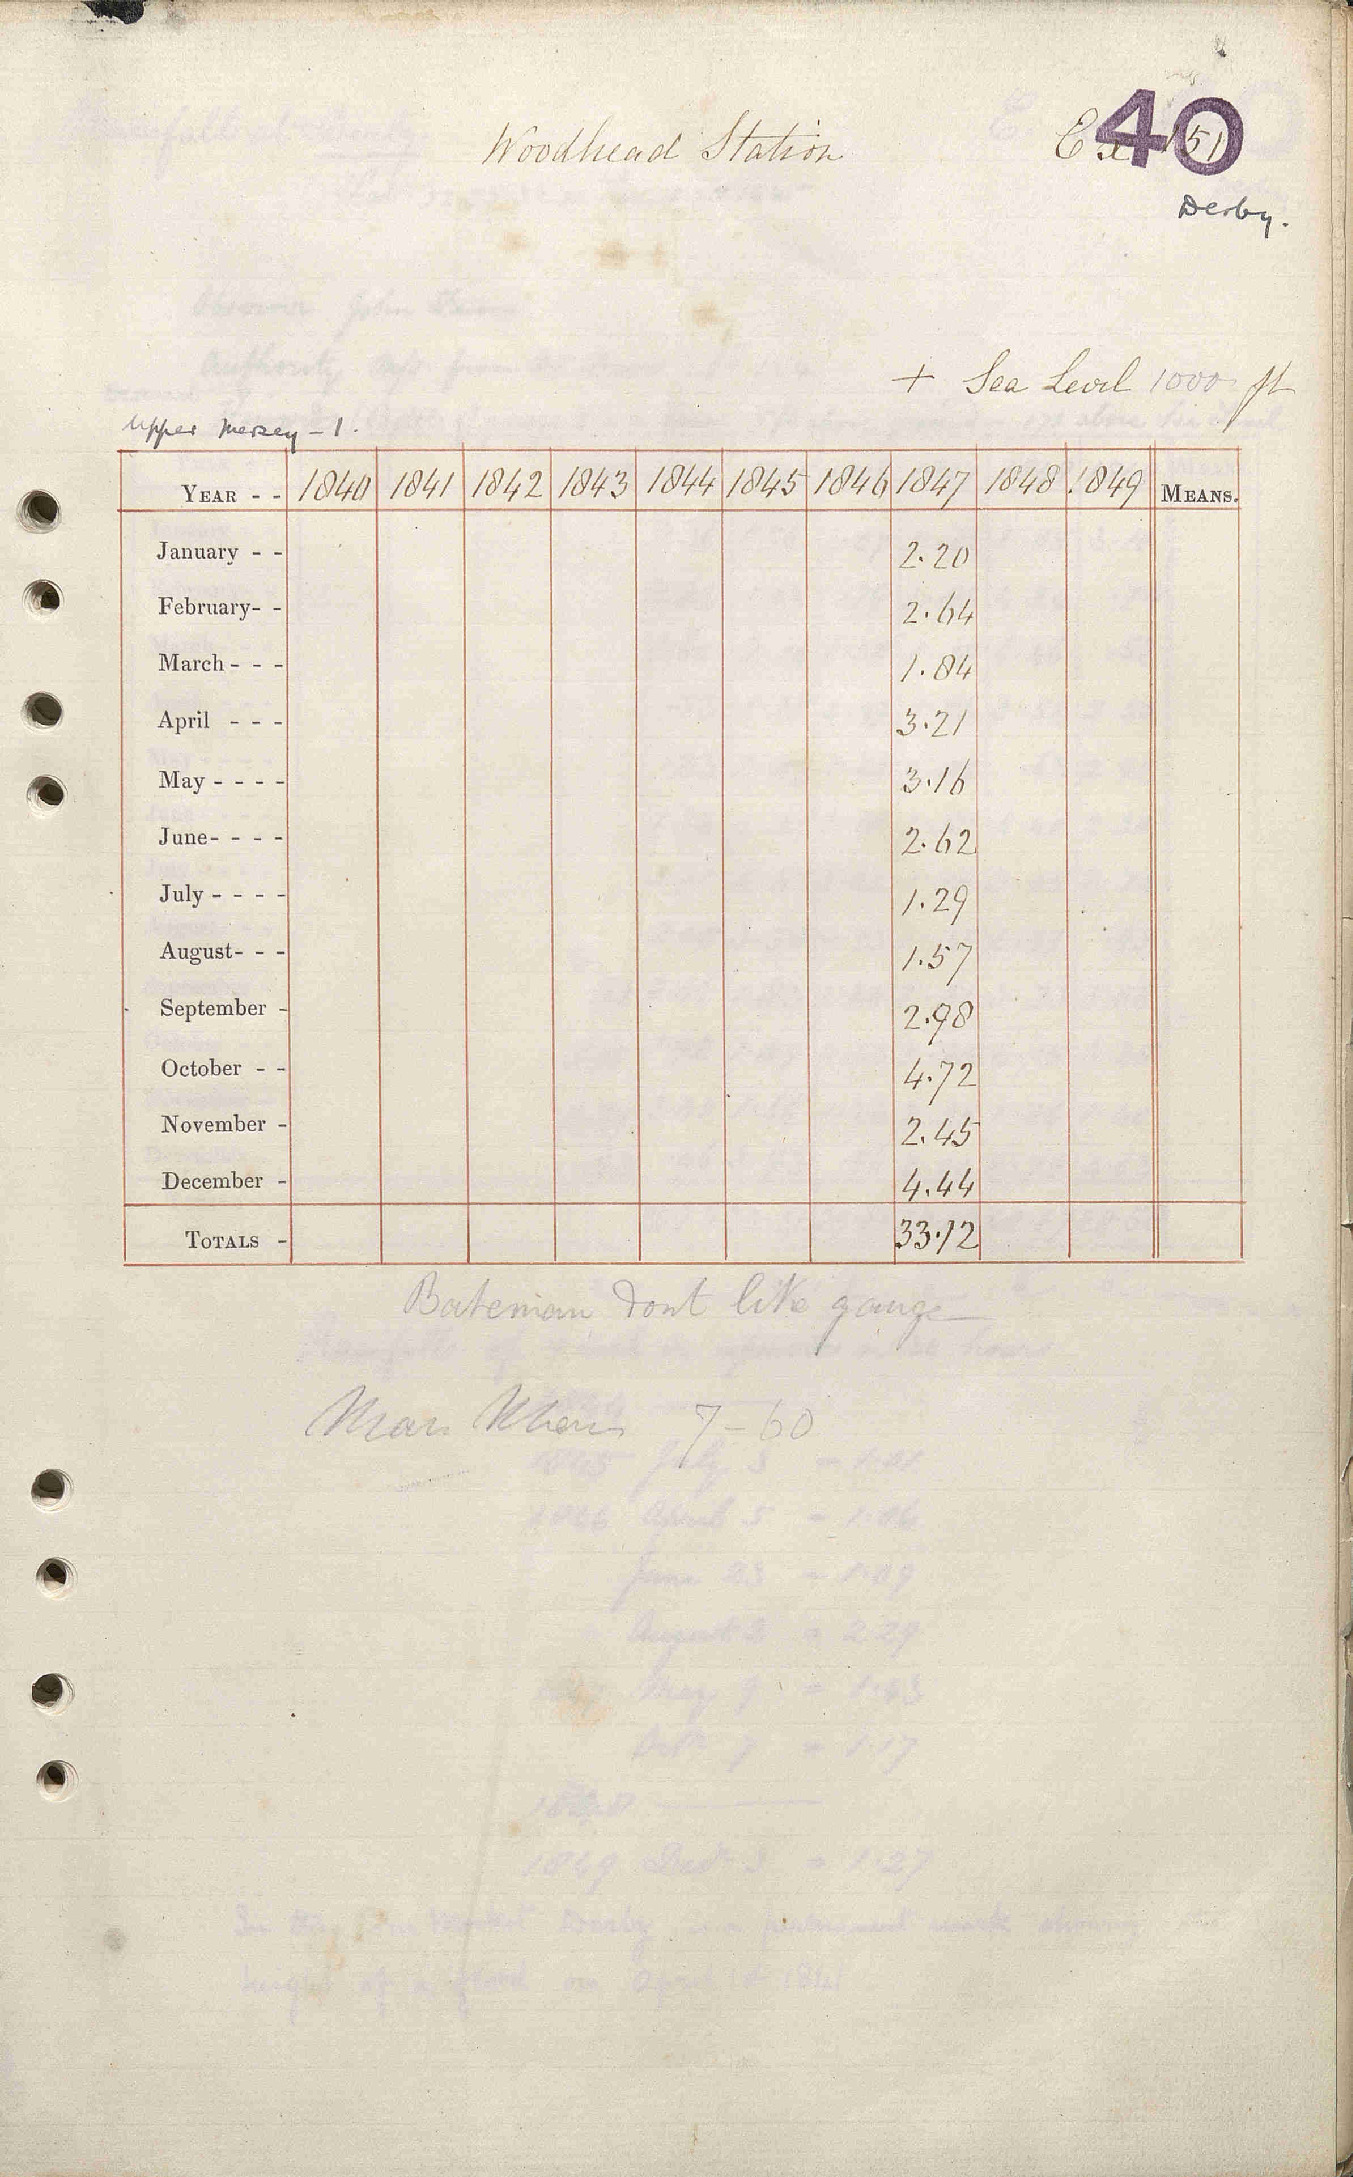 Woodhead Station
40
151
Derby.
+ Sea Level 1000 ft
Upper Mersey - 1.
YEAR - - 1840 1841 1842 1843 1844 1845 1846 1847 1848 1849 MEANS.
January - - 2.20
February- - 2.64
March - - - 1.84
April - - - 3.21
May - - - - 3.16
June- - - - 2.62
July - - - - 1.29
August- - - 1.57
September - 2.98
October - - 4.72
November - 2.45
December - 4.44
TOTALS - 33.12
Bateman dont like gauge
7-60